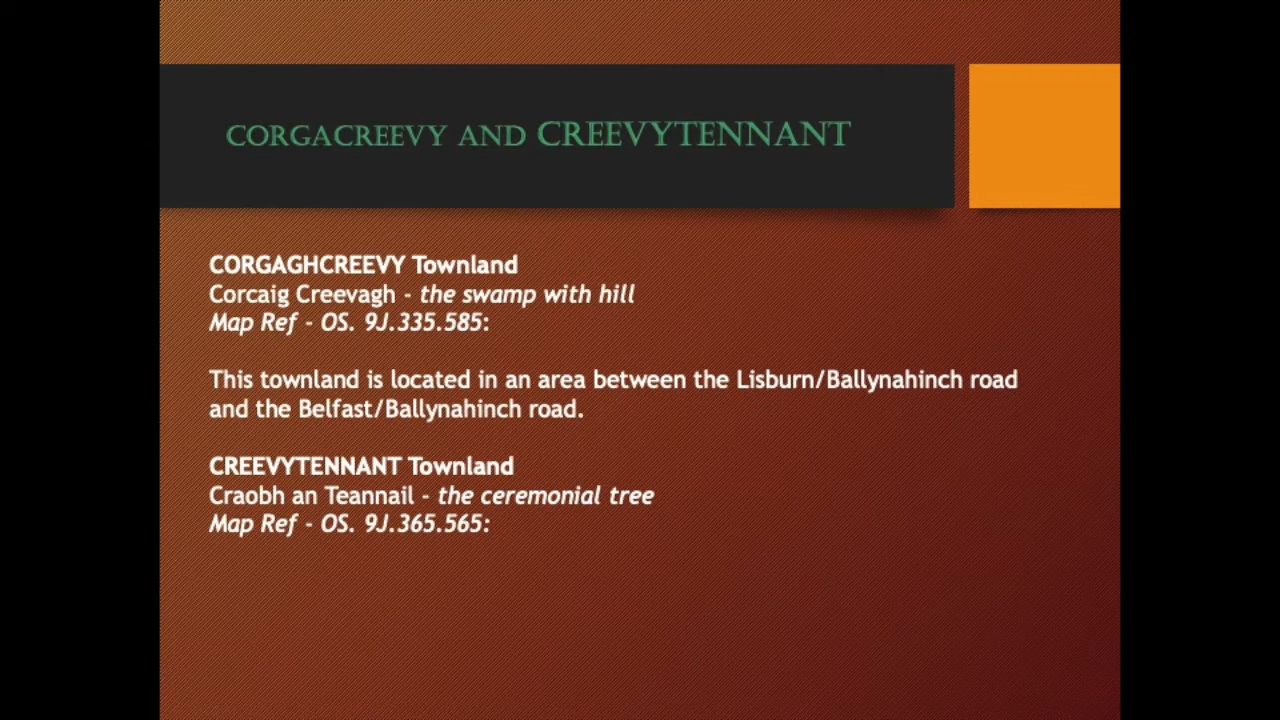 CORGACREEVY AND CREEVYTENNANT
CORGAGHCREEVY Townland
Corcaig Creevagh - the swamp with hill
Map Ref - OS. 9J.335.585:
This townland is located in an area between the Lisburn/Ballynahinch road
and the Belfast/Ballynahinch road.
CREEVYTENNANT Townland
Craobh an Teannail - the ceremonial tree
Map Ref - OS. 9J.365.565: